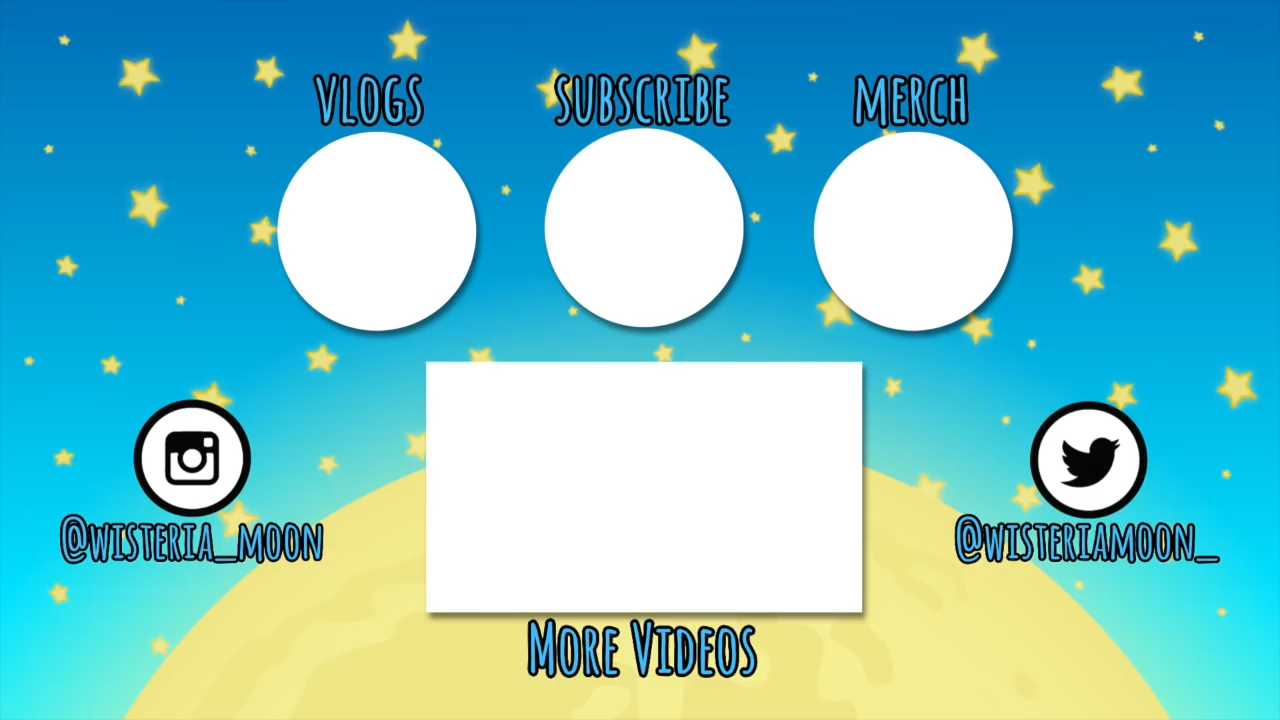 VLOGS
SUBSCRIBE
MERCH
@WISTERIA_MOON
@WISTERIAMOON_
MORE VIDEOS